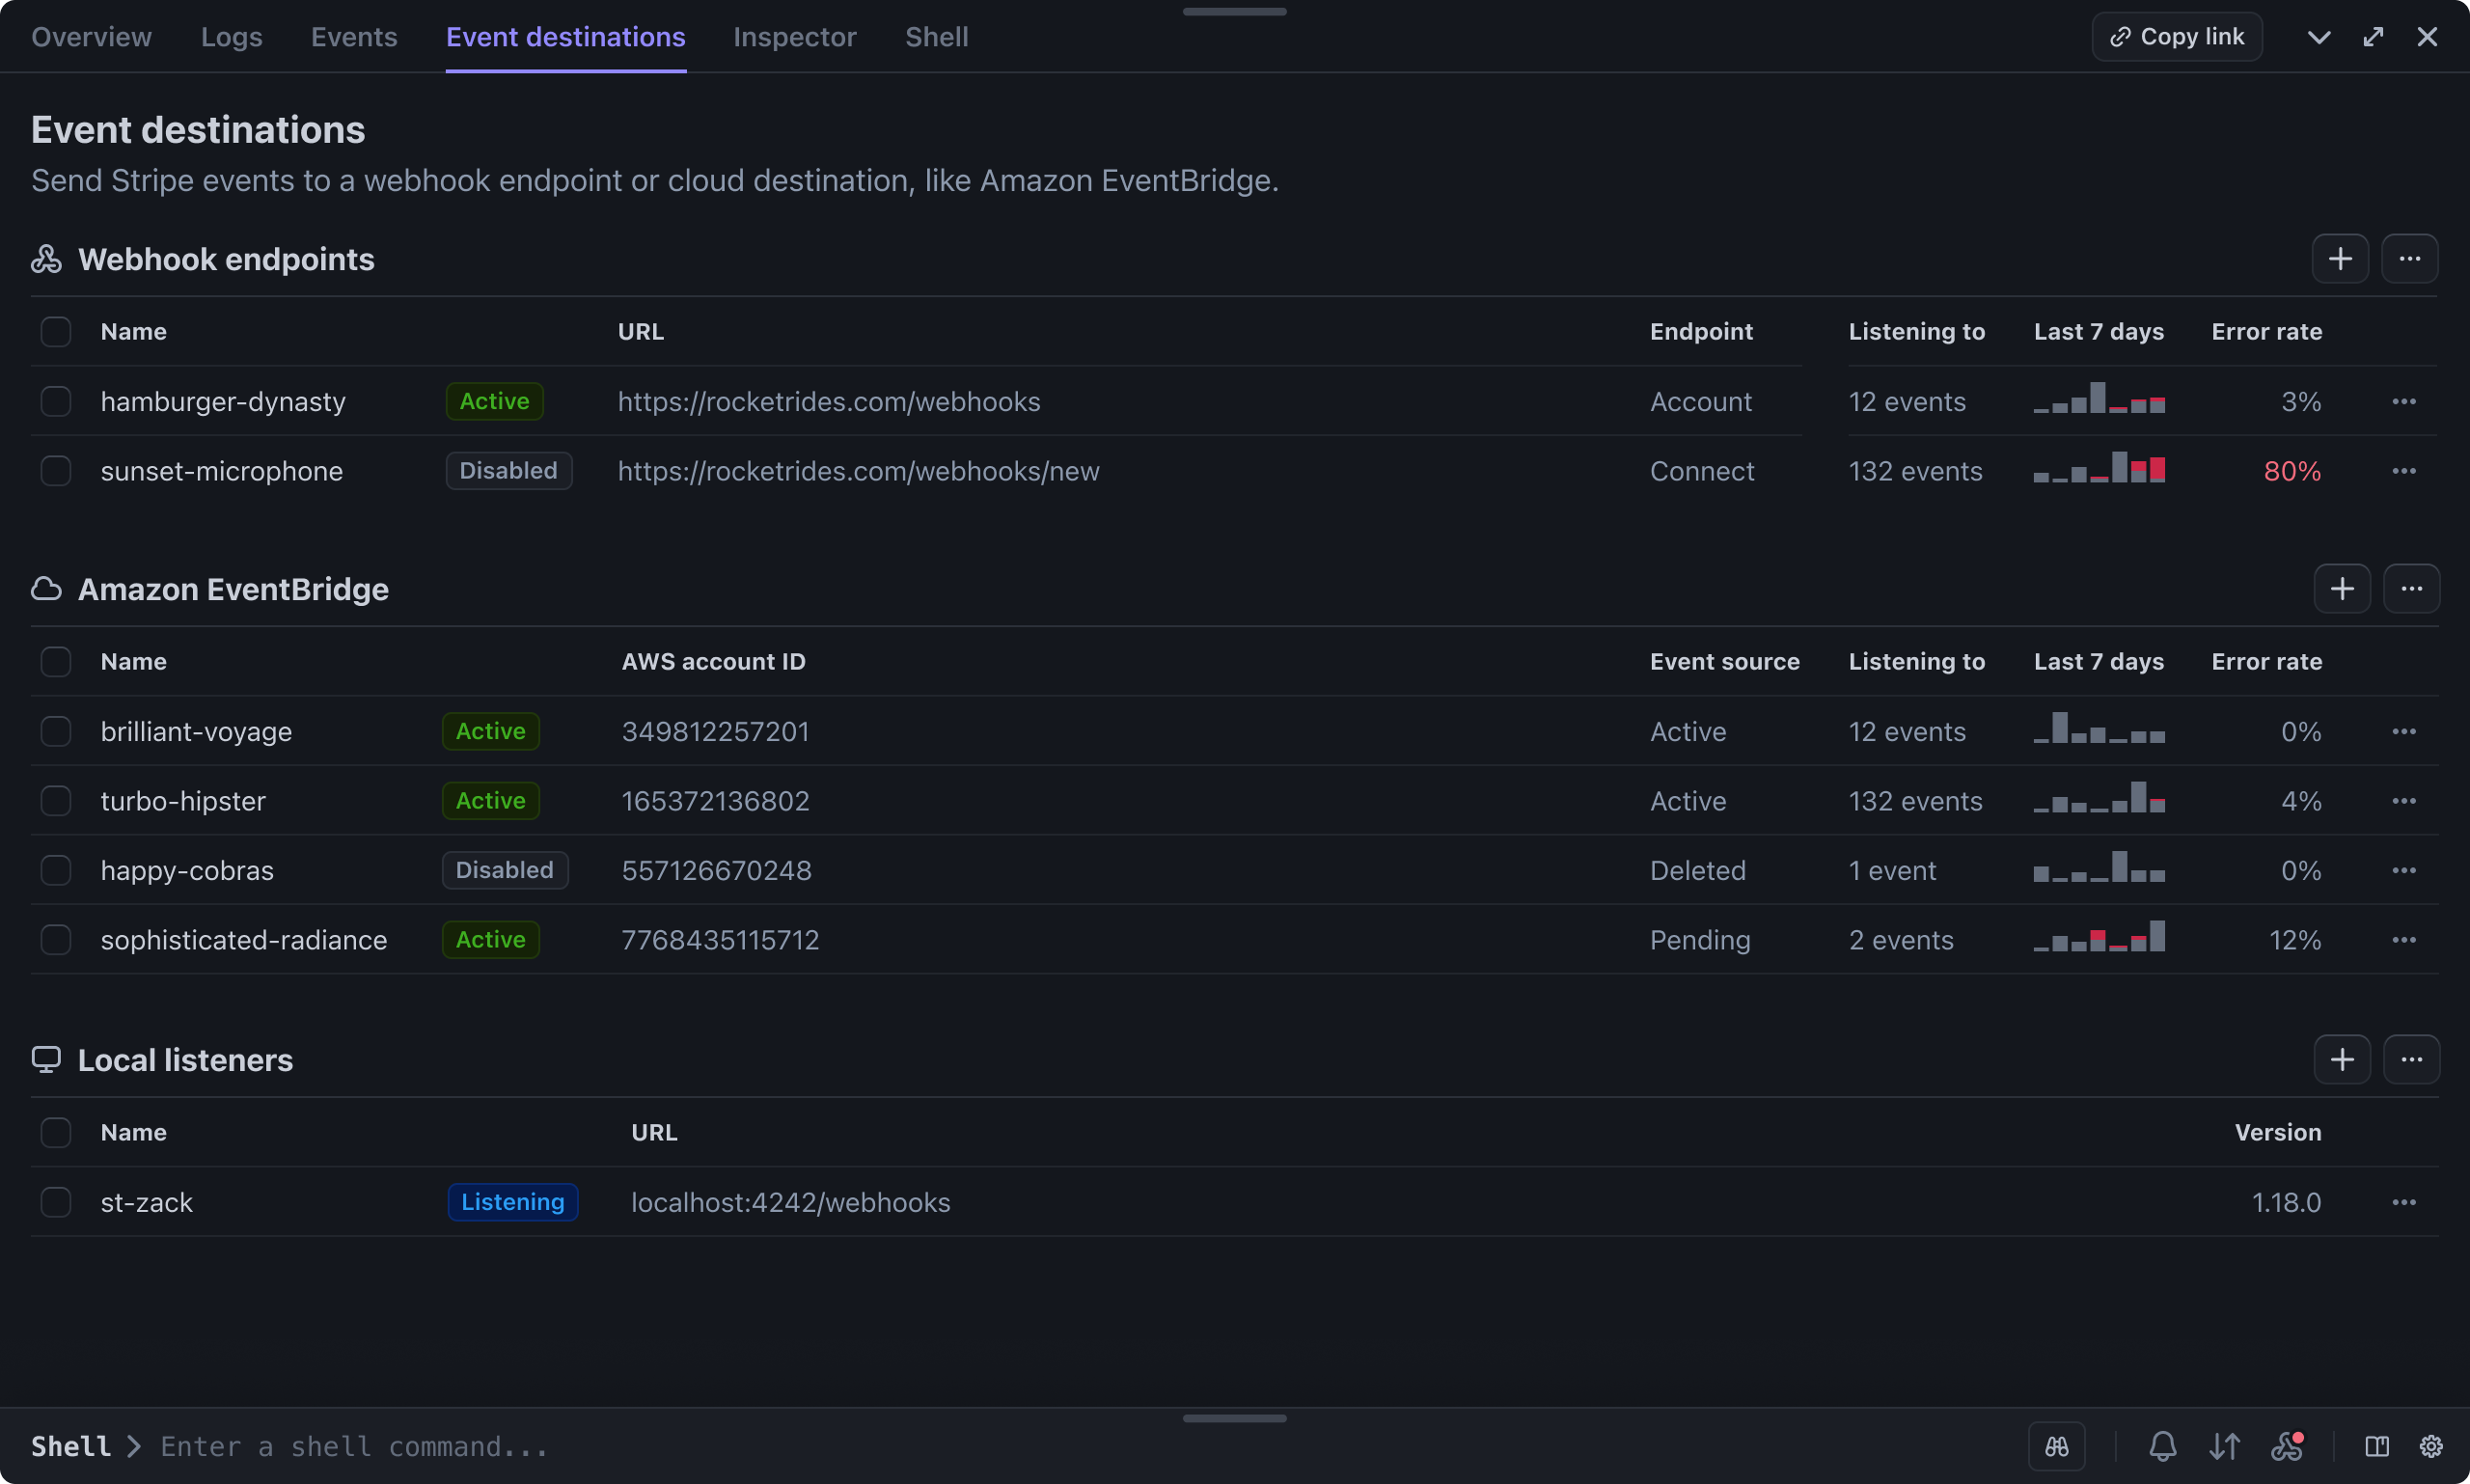 Overview Logs Events Event destinations Inspector Shell Copy link
Event destinations
Send Stripe events to a webhook endpoint or cloud destination, like Amazon EventBridge.
Webhook endpoints
Name URL Endpoint Listening to Last 7 days Error rate
hamburger-dynasty Active https://rocketrides.com/webhooks Account 12 events 3%
sunset-microphone Disabled https://rocketrides.com/webhooks/new Connect 132 events 80%
Amazon EventBridge
Name AWS account ID Event source Listening to Last 7 days Error rate
brilliant-voyage Active 349812257201 Active 12 events 0%
turbo-hipster Active 165372136802 Active 132 events 4%
happy-cobras Disabled 557126670248 Deleted 1 event 0%
sophisticated-radiance Active 7768435115712 Pending 2 events 12%
Local listeners
Name URL Version
st-zack Listening localhost:4242/webhooks 1.18.0
Shell Enter a shell command...